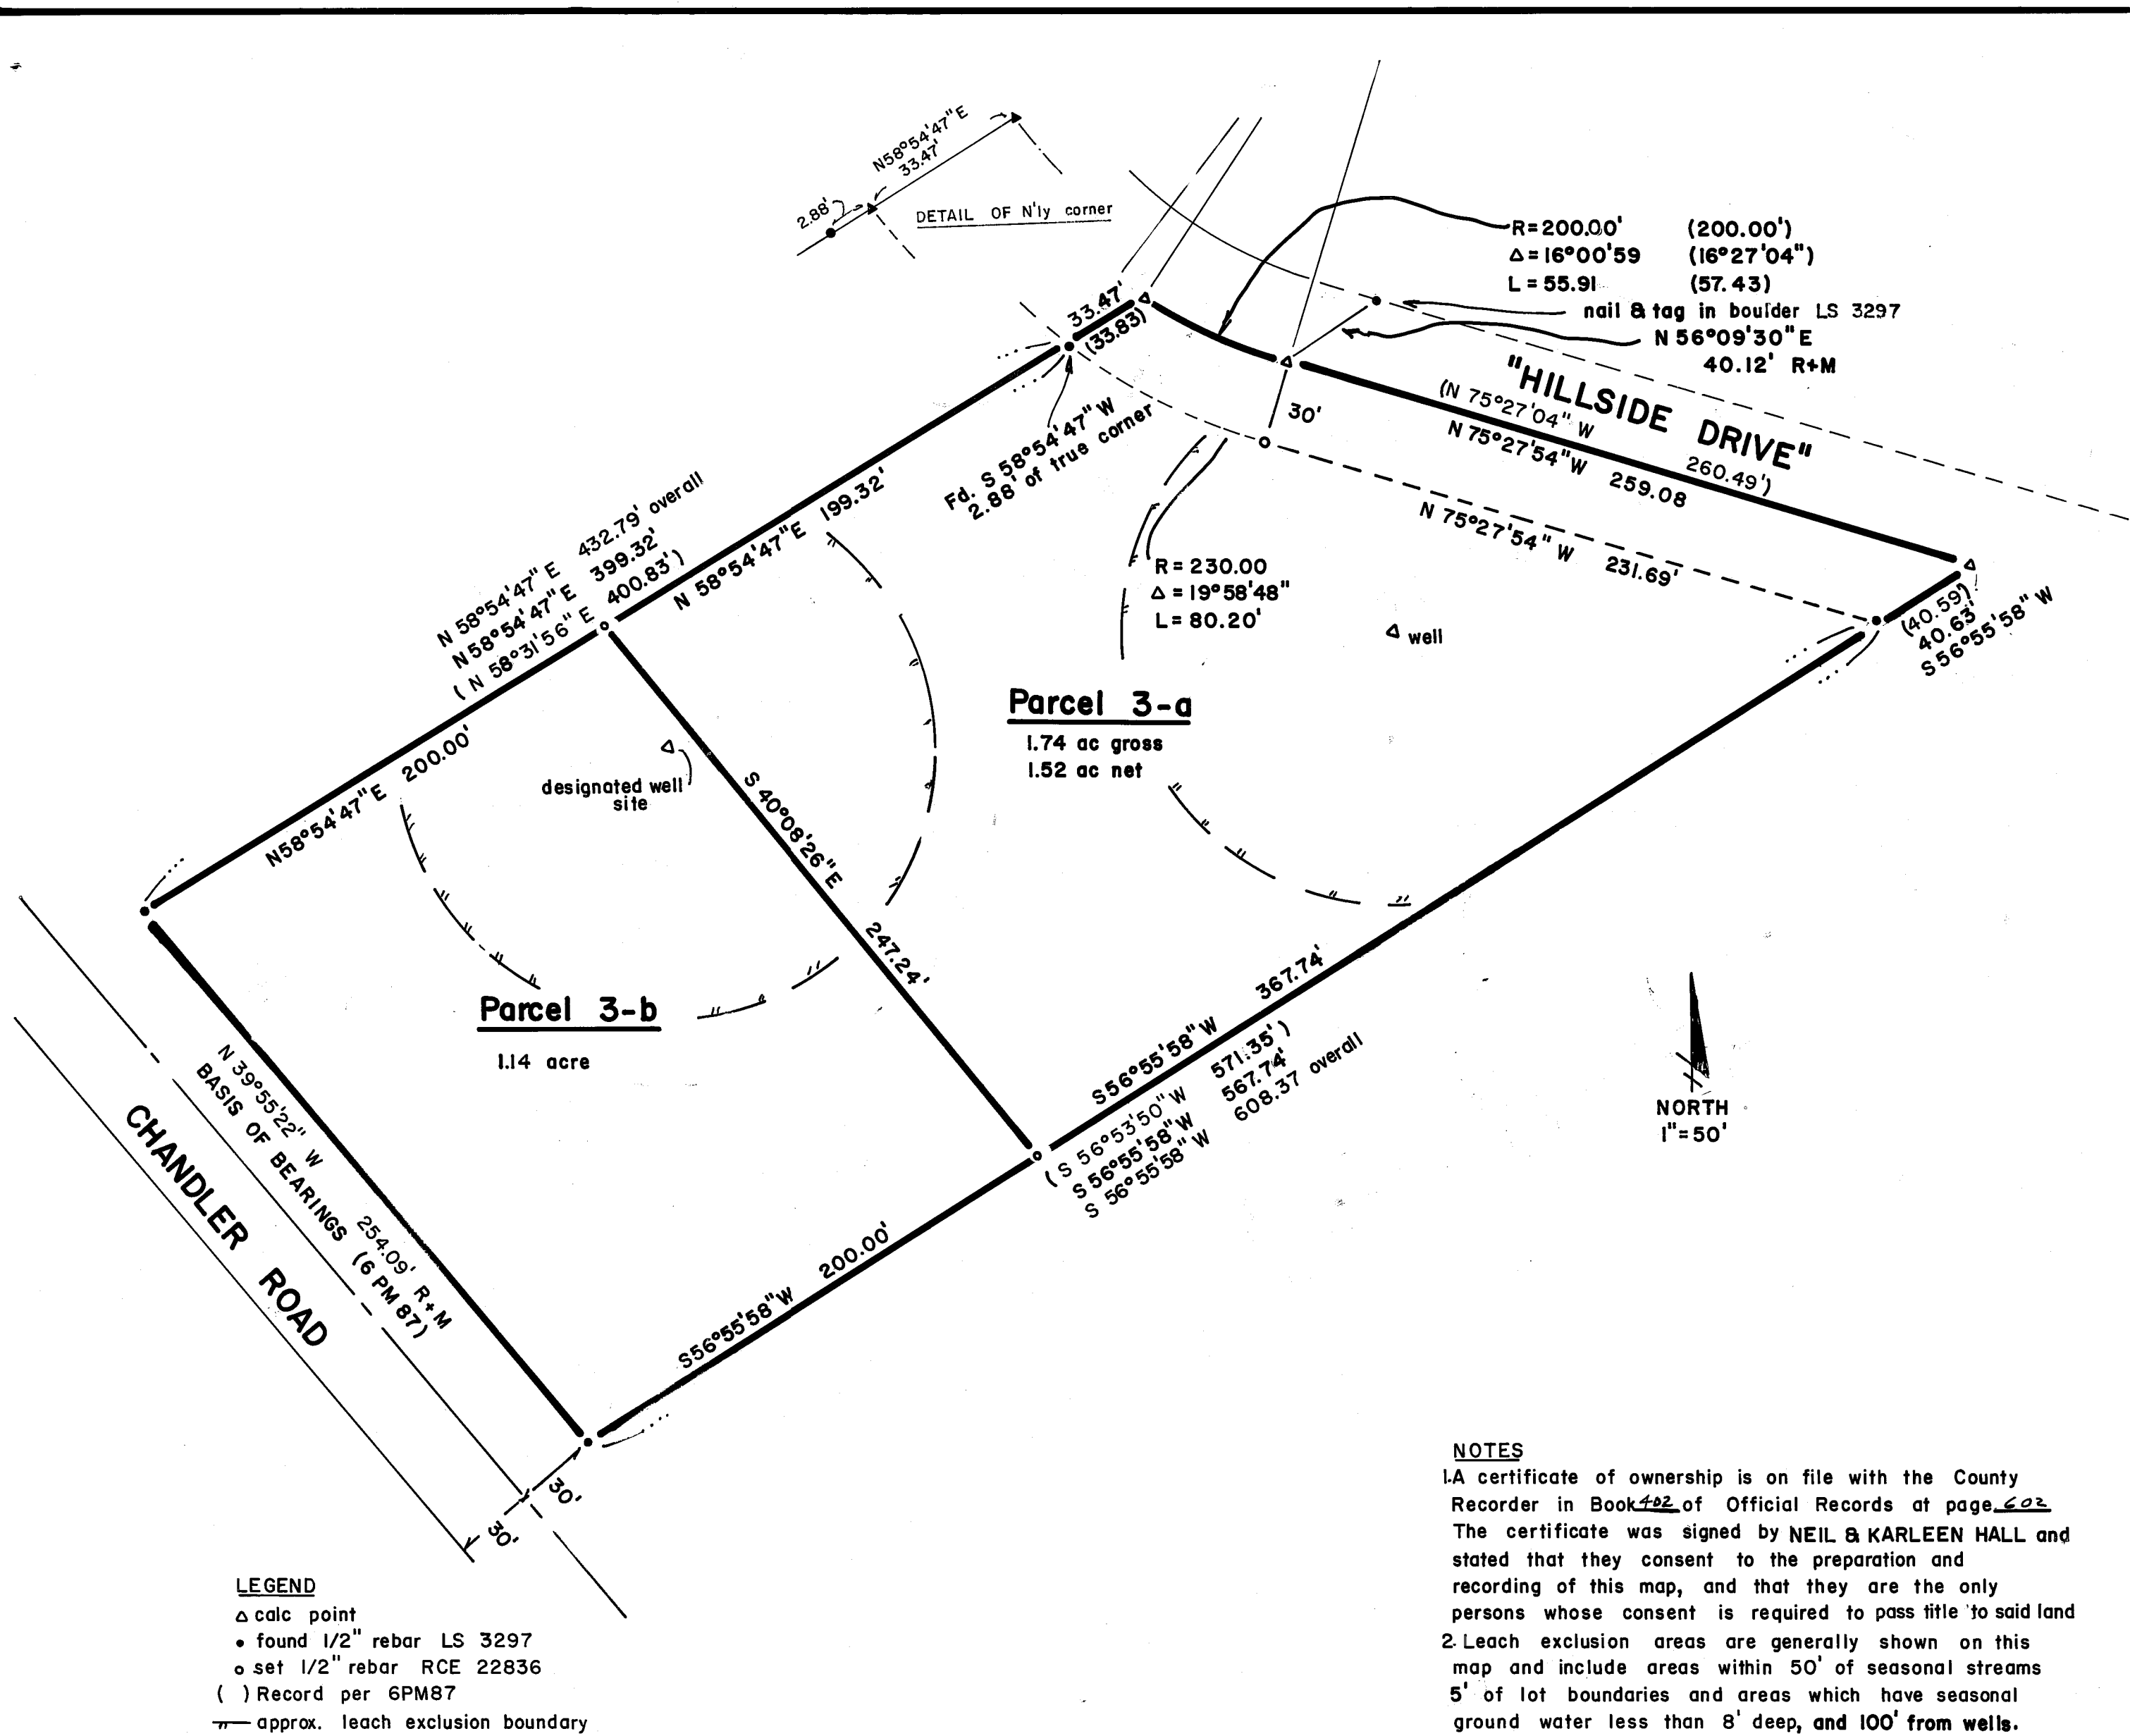 N58°54'47"E
33.47'
2.88'
DETAIL OF N'ly corner
R=200.00' (200.00')
Δ=16°00'59 (16°27'04")
L=55.91 (57.43)
nail & tag in boulder LS 3297
N 56°09'30"E
40.12' R+M
33.47'
(33.83)
"HILLSIDE DRIVE"
(N 75°27'04" W 260.49')
N 75°27'54"W 259.08
30'
N 75°27'54" W 231.69'
Fd. S 58°54'47" W
2.88' of true corner
(40.59)
40.63'
S 56°55'58" W
N 58°54'47" E 432.79' overall
N58°54'47"E 399.32'
( N 58°31'56" E 400.83')
N 58°54'47"E 199.32'
R=230.00
Δ=19°58'48"
L=80.20'
Δ well
Parcel 3-a
1.74 ac gross
1.52 ac net
N58°54'47"E 200.00'
designated well
site
S 40°08'26"E 247.24'
Parcel 3-b
1.14 acre
S56°55'58"W 367.74'
(S 56°53'50"W 571.35')
S 56°55'58"W 567.74'
S 56°55'58" W 608.37 overall
NORTH
1"=50'
N 39°55'22" W 254.09' R+M
BASIS OF BEARINGS (6 PM 87)
CHANDLER ROAD
S56°55'58"W 200.00'
30'
30'
LEGEND
Δ calc point
• found 1/2" rebar LS 3297
o set 1/2" rebar RCE 22836
( ) Record per 6PM87
approx. leach exclusion boundary
NOTES
1.A certificate of ownership is on file with the County
Recorder in Book 402 of Official Records at page 602
The certificate was signed by NEIL & KARLEEN HALL and
stated that they consent to the preparation and
recording of this map, and that they are the only
persons whose consent is required to pass title to said land
2. Leach exclusion areas are generally shown on this
map and include areas within 50' of seasonal streams
5' of lot boundaries and areas which have seasonal
ground water less than 8' deep, and 100' from wells.